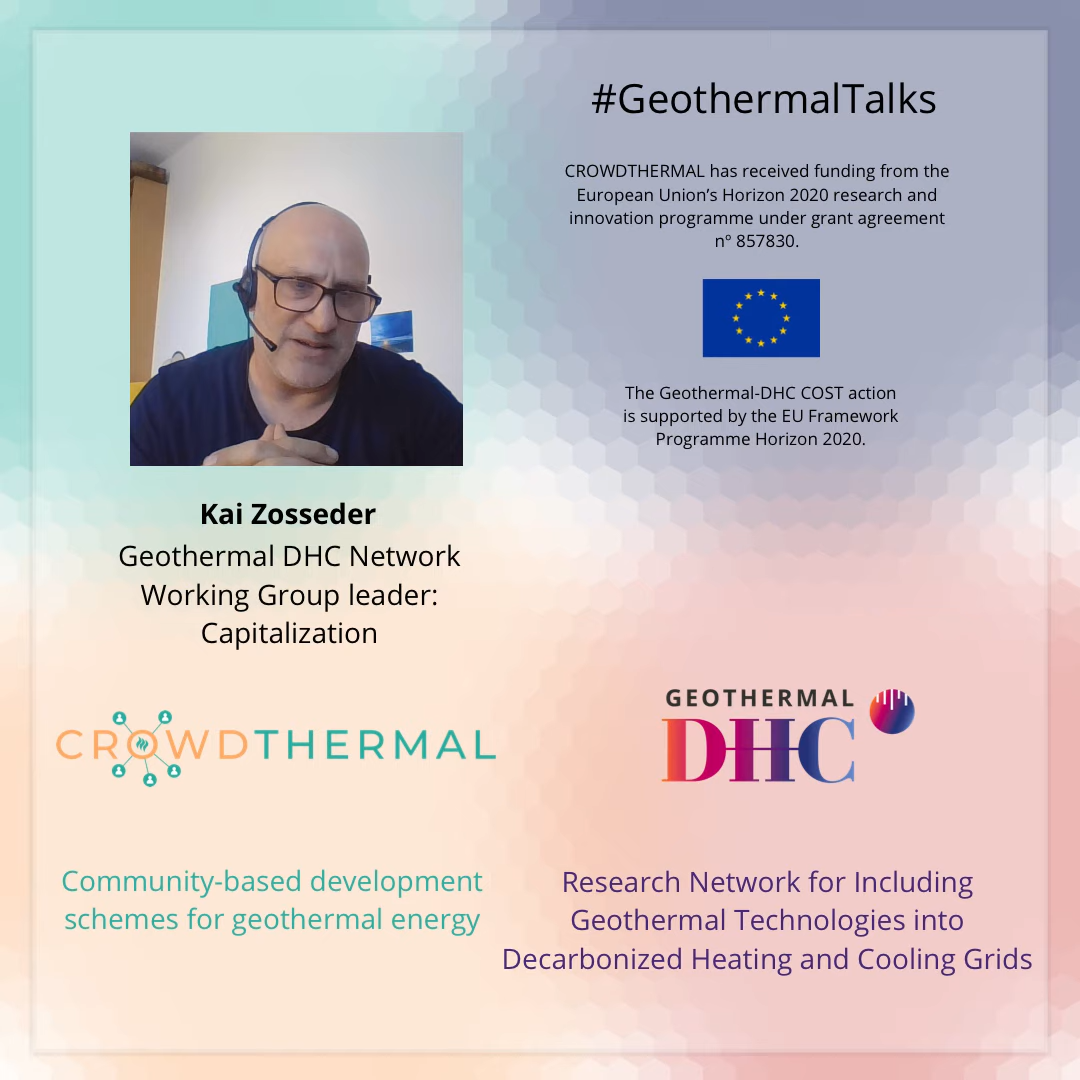 #GeothermalTalks
CROWDTHERMAL has received funding from the
European Union’s Horizon 2020 research and
innovation programme under grant agreement
nº 857830.
The Geothermal-DHC COST action
is supported by the EU Framework
Programme Horizon 2020.
Kai Zosseder
Geothermal DHC Network
Working Group leader:
Capitalization
CROWDTHERMAL
GEOTHERMAL
DHC
Community-based development
schemes for geothermal energy
Research Network for Including
Geothermal Technologies into
Decarbonized Heating and Cooling Grids